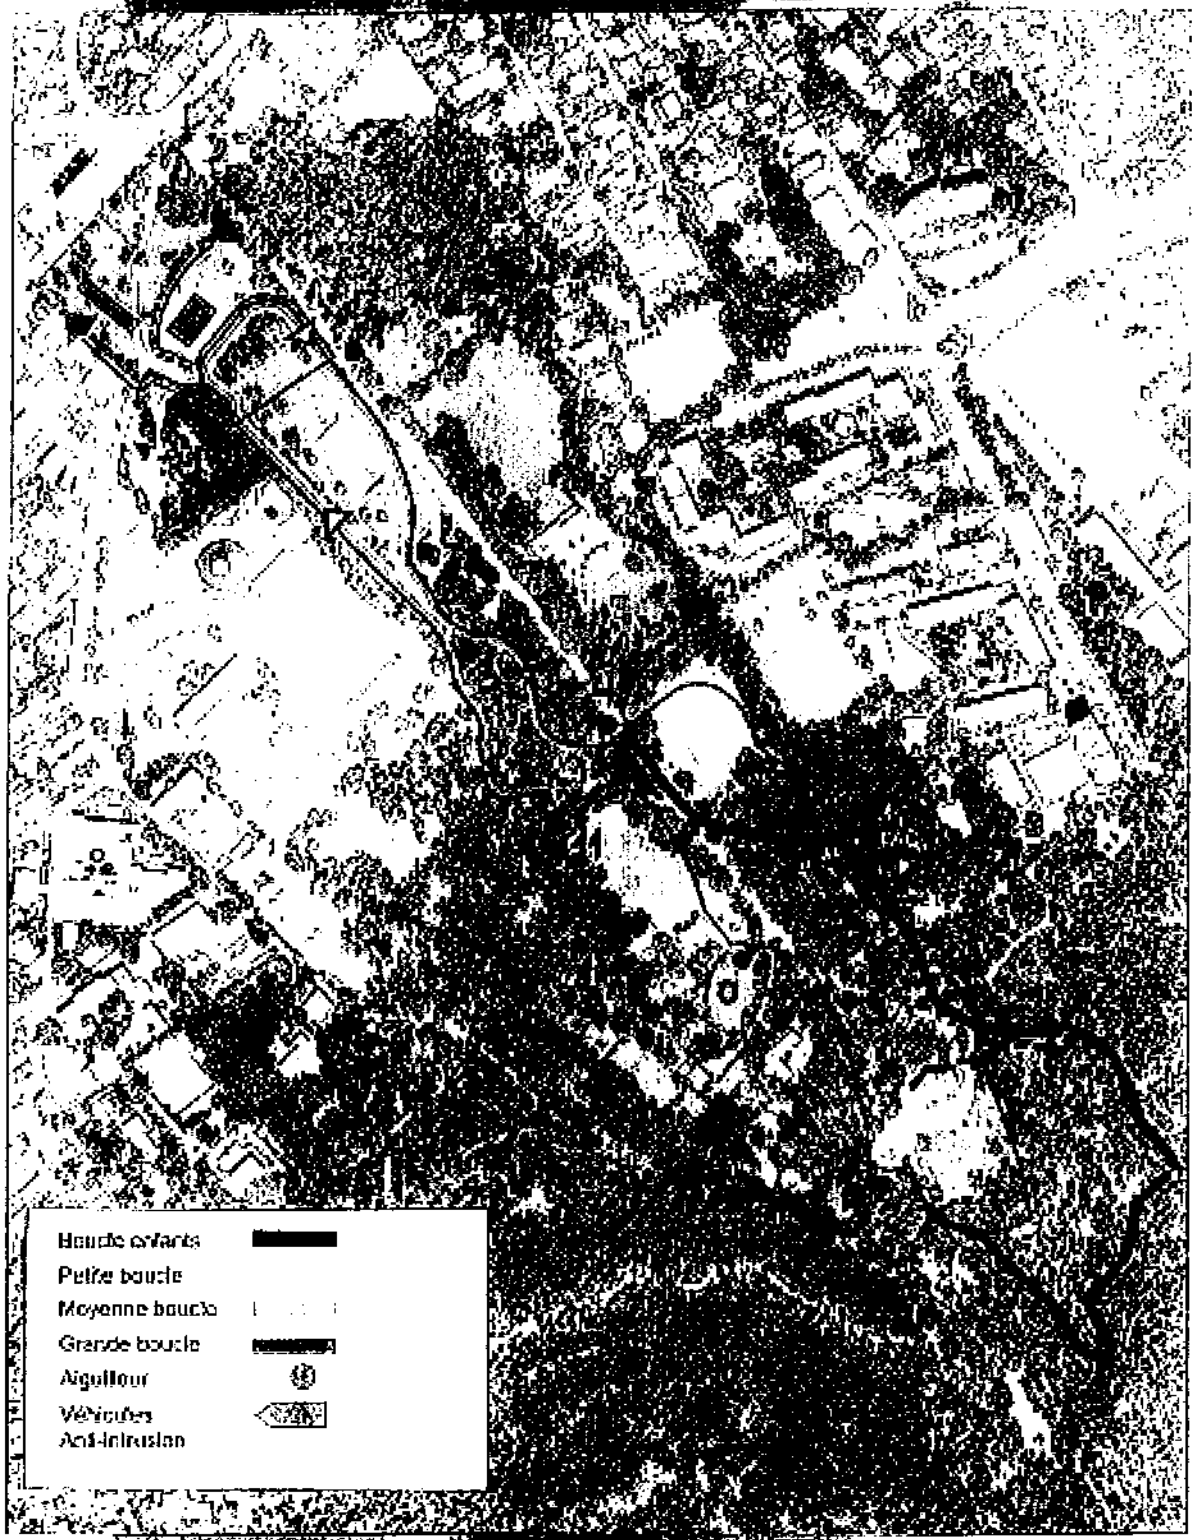 Boucle enfants
Petite boucle
Moyenne boucle
Grande boucle
Aiguilleur
Véhicules
Anti-intrusion